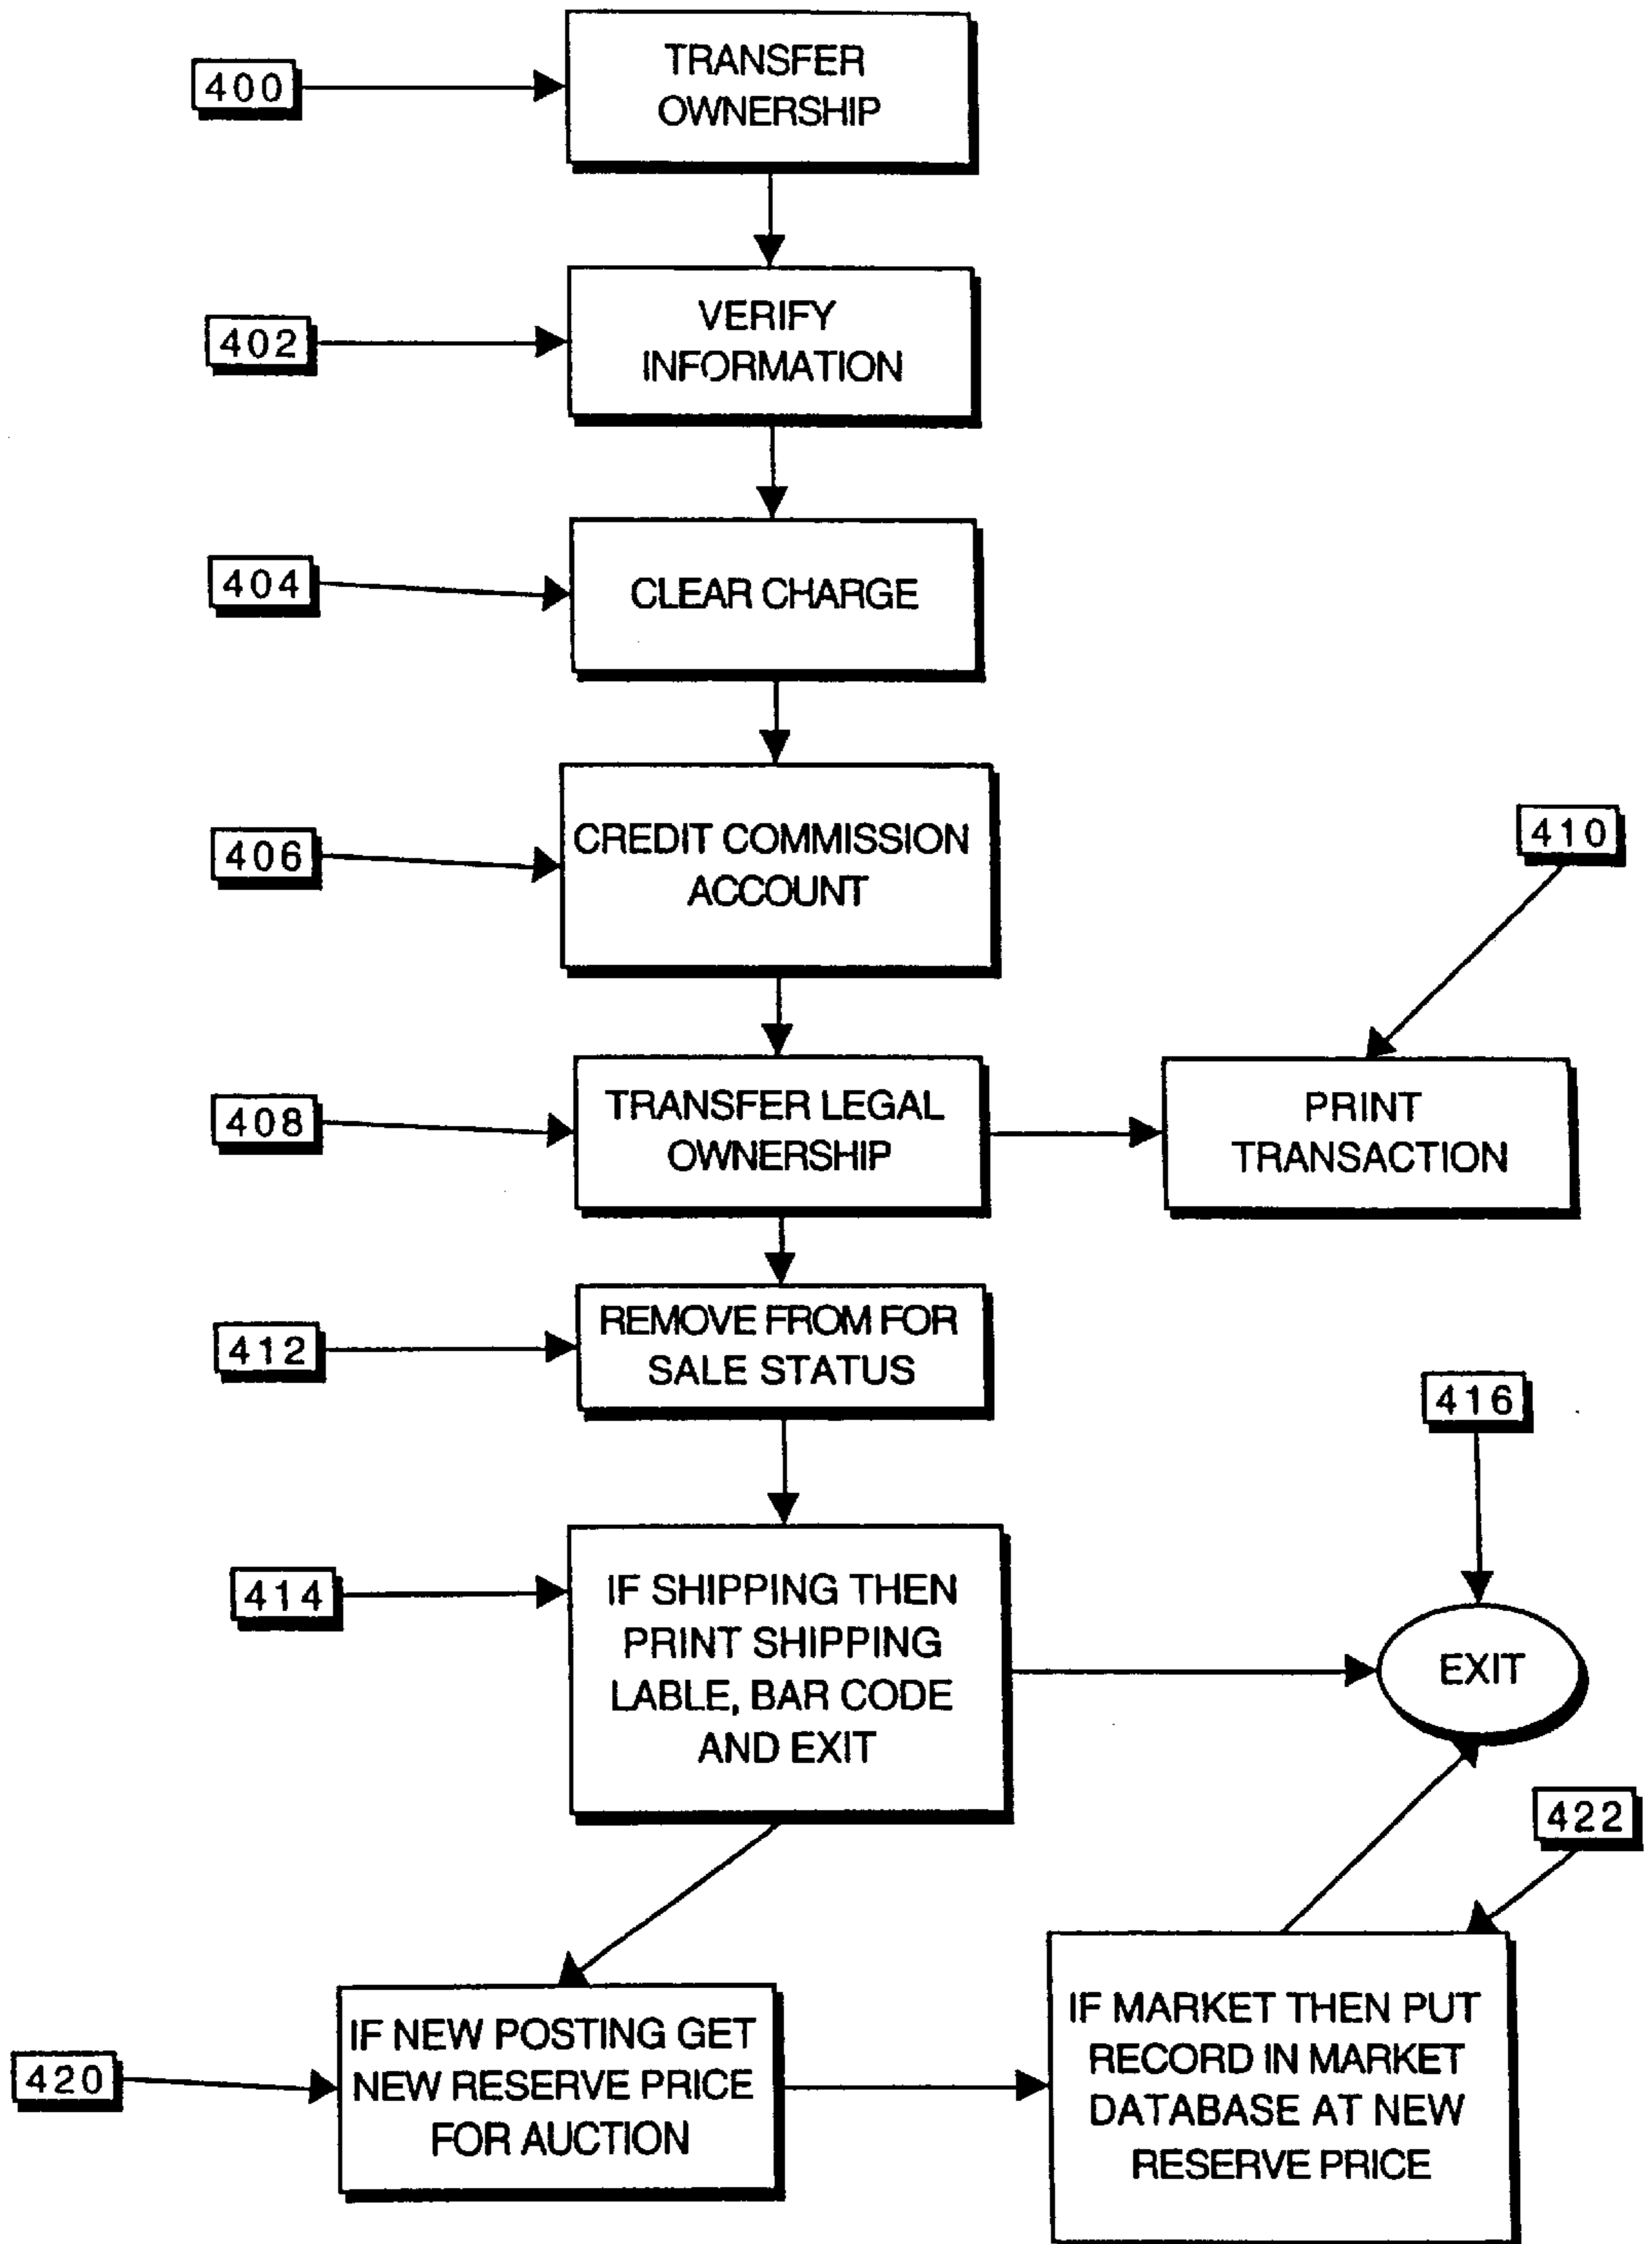 400
TRANSFER
OWNERSHIP
402
VERIFY
INFORMATION
404
CLEAR CHARGE
406
CREDIT COMMISSION
ACCOUNT
410
408
TRANSFER LEGAL
OWNERSHIP
PRINT
TRANSACTION
412
REMOVE FROM FOR
SALE STATUS
416
414
IF SHIPPING THEN
PRINT SHIPPING
LABLE, BAR CODE
AND EXIT
EXIT
422
420
IF NEW POSTING GET
NEW RESERVE PRICE
FOR AUCTION
IF MARKET THEN PUT
RECORD IN MARKET
DATABASE AT NEW
RESERVE PRICE